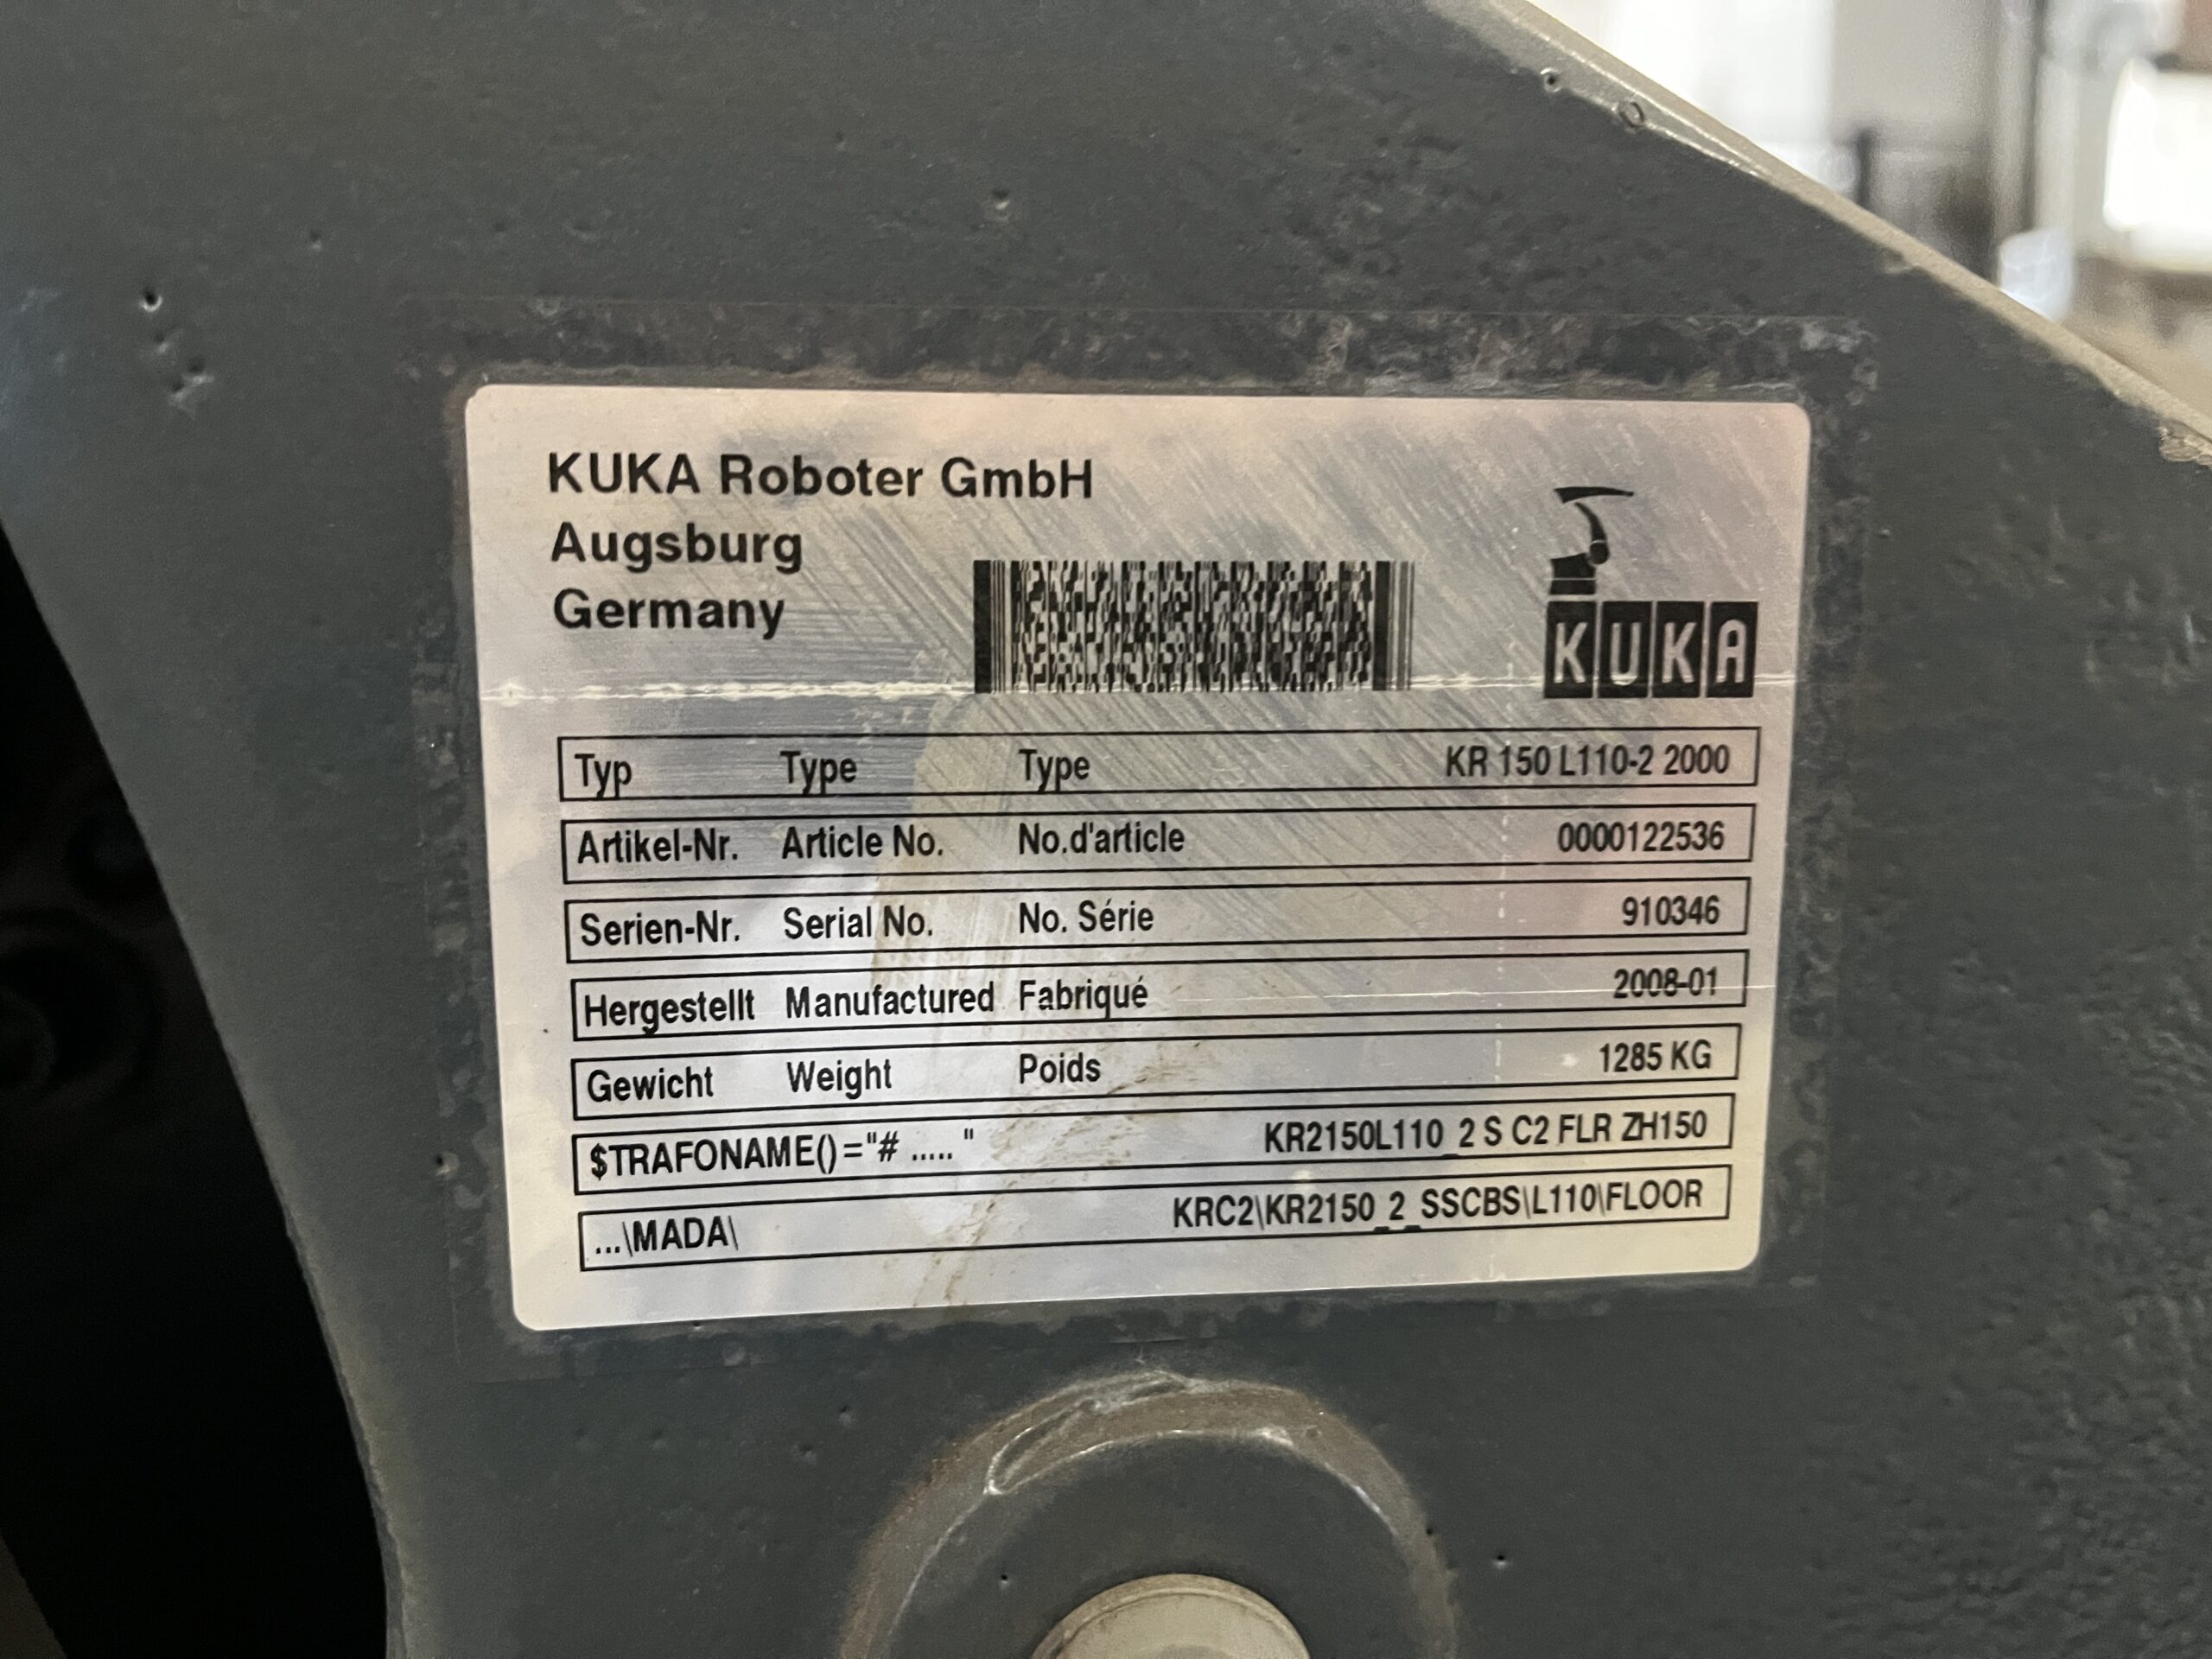 KUKA Roboter GmbH
Augsburg
Germany
KUKA
Typ Type Type KR 150 L110-2 2000
Artikel-Nr. Article No. No.d'article 0000122536
Serien-Nr. Serial No. No. Série 910346
Hergestellt Manufactured Fabriqué 2008-01
Gewicht Weight Poids 1285 KG
$TRAFONAME()="# ..... " KR2150L110_2 S C2 FLR ZH150
...\MADA\ KRC2\KR2150_2_SSCBS\L110\FLOOR